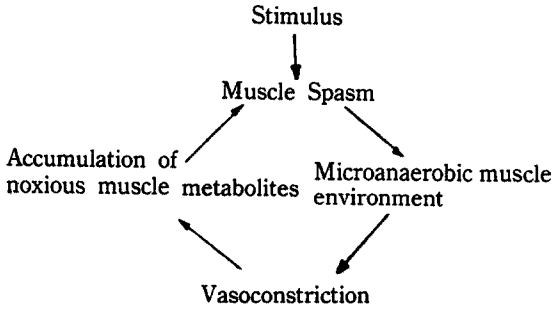 Stimulus
Muscle Spasm
Accumulation of
noxious muscle metabolites
Microanaerobic muscle
environment
Vasoconstriction